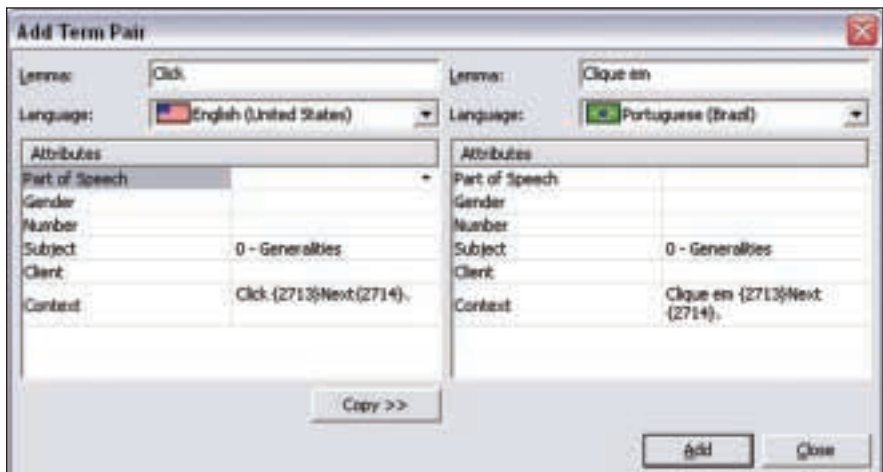 Add Term Pair
Lemma: Click
Language: English (United States)
Attributes
Part of Speech
Gender
Number
Subject 0 - Generalities
Client
Context Click {2713}Next{2714}.
Copy >>
Lemma: Clique em
Language: Portuguese (Brazil)
Attributes
Part of Speech
Gender
Number
Subject 0 - Generalities
Client
Context Clique em {2713}Next
{2714}.
Add Close